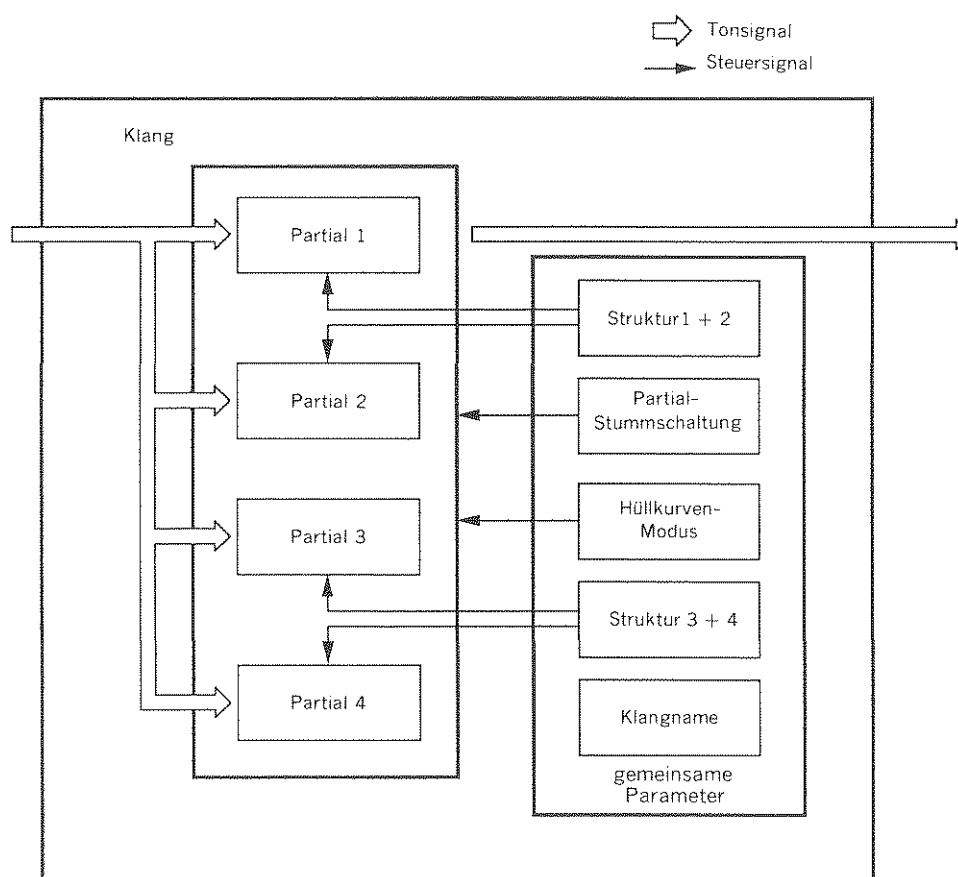 Tonsignal
Steuersignal
Klang
Partial 1
Partial 2
Partial 3
Partial 4
Struktur1 + 2
Partial-
Stummschaltung
Hüllkurven-
Modus
Struktur 3 + 4
Klangname
gemeinsame
Parameter